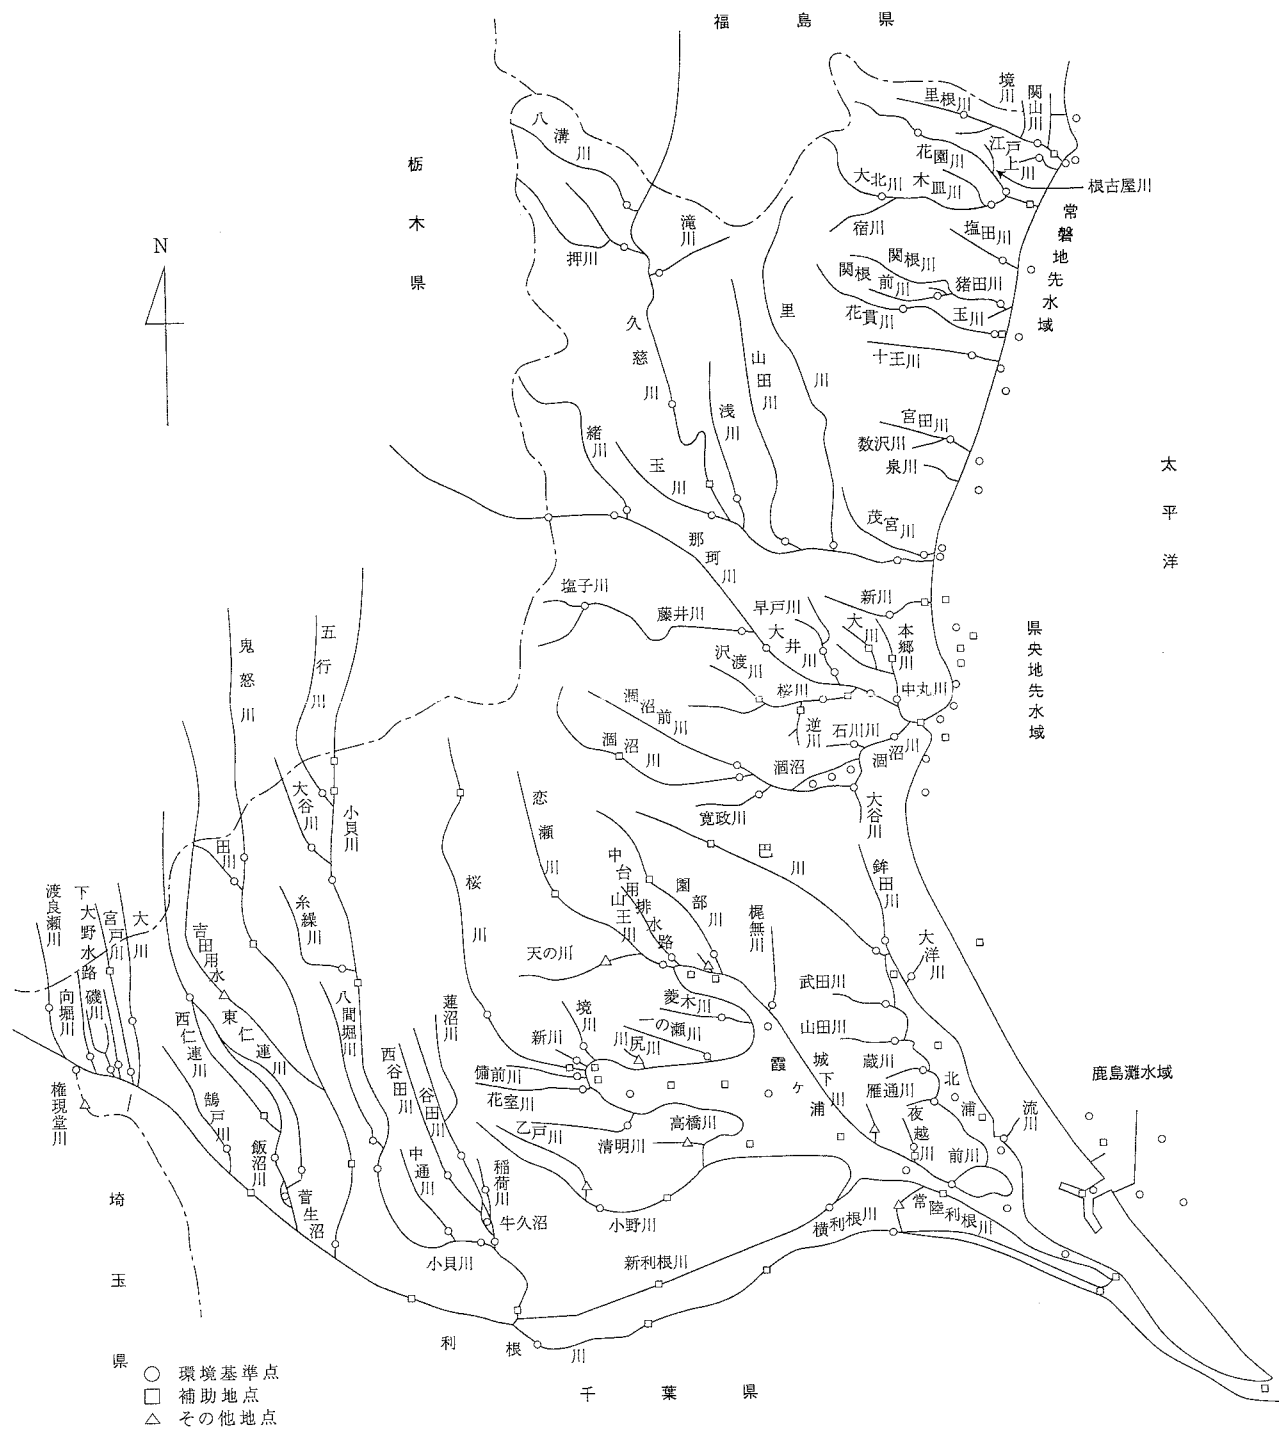 福島県
栃木県
N
八溝川
押川
滝川
久慈川
里根川
境川
関山川
花園川
江戸上川
根古屋川
大北川
木皿川
宿川
塩田川
常磐地先水域
関根川
関根前川
猪田川
玉川
花貫川
十王川
里川
山田川
浅川
宮田川
数沢川
泉川
緒川
玉川
茂宮川
太平洋
那珂川
塩子川
藤井川
早戸川
大井川
新川
大川
本郷川
沢渡川
桜川
中丸川
逆川
石川川
涸沼前川
涸沼川
涸沼
涸沼川
寛政川
大谷川
県央地先水域
鬼怒川
五行川
大谷川
小貝川
田川
糸繰川
吉田用水
桜川
恋瀬川
中台用排水路
山王川
園部川
天の川
巴川
梶無川
鉾田川
大洋川
武田川
山田川
蔵川
雁通川
北浦
流川
夜越川
前川
鹿島灘水域
渡良瀬川
下大野水路
宮戸川
大川
向堀川
磯川
権現堂川
西仁連川
東仁連川
鵠戸川
飯沼川
菅生沼
八間堀川
西谷田川
谷田川
蓮沼川
中通川
稲荷川
牛久沼
小貝川
菱木川
一の瀬川
境川
川尻川
新川
備前川
花室川
乙戸川
清明川
高橋川
霞ヶ浦
城下川
小野川
新利根川
横利根川
常陸利根川
利根川
埼玉県
千葉県
○ 環境基準点
□ 補助地点
△ その他地点